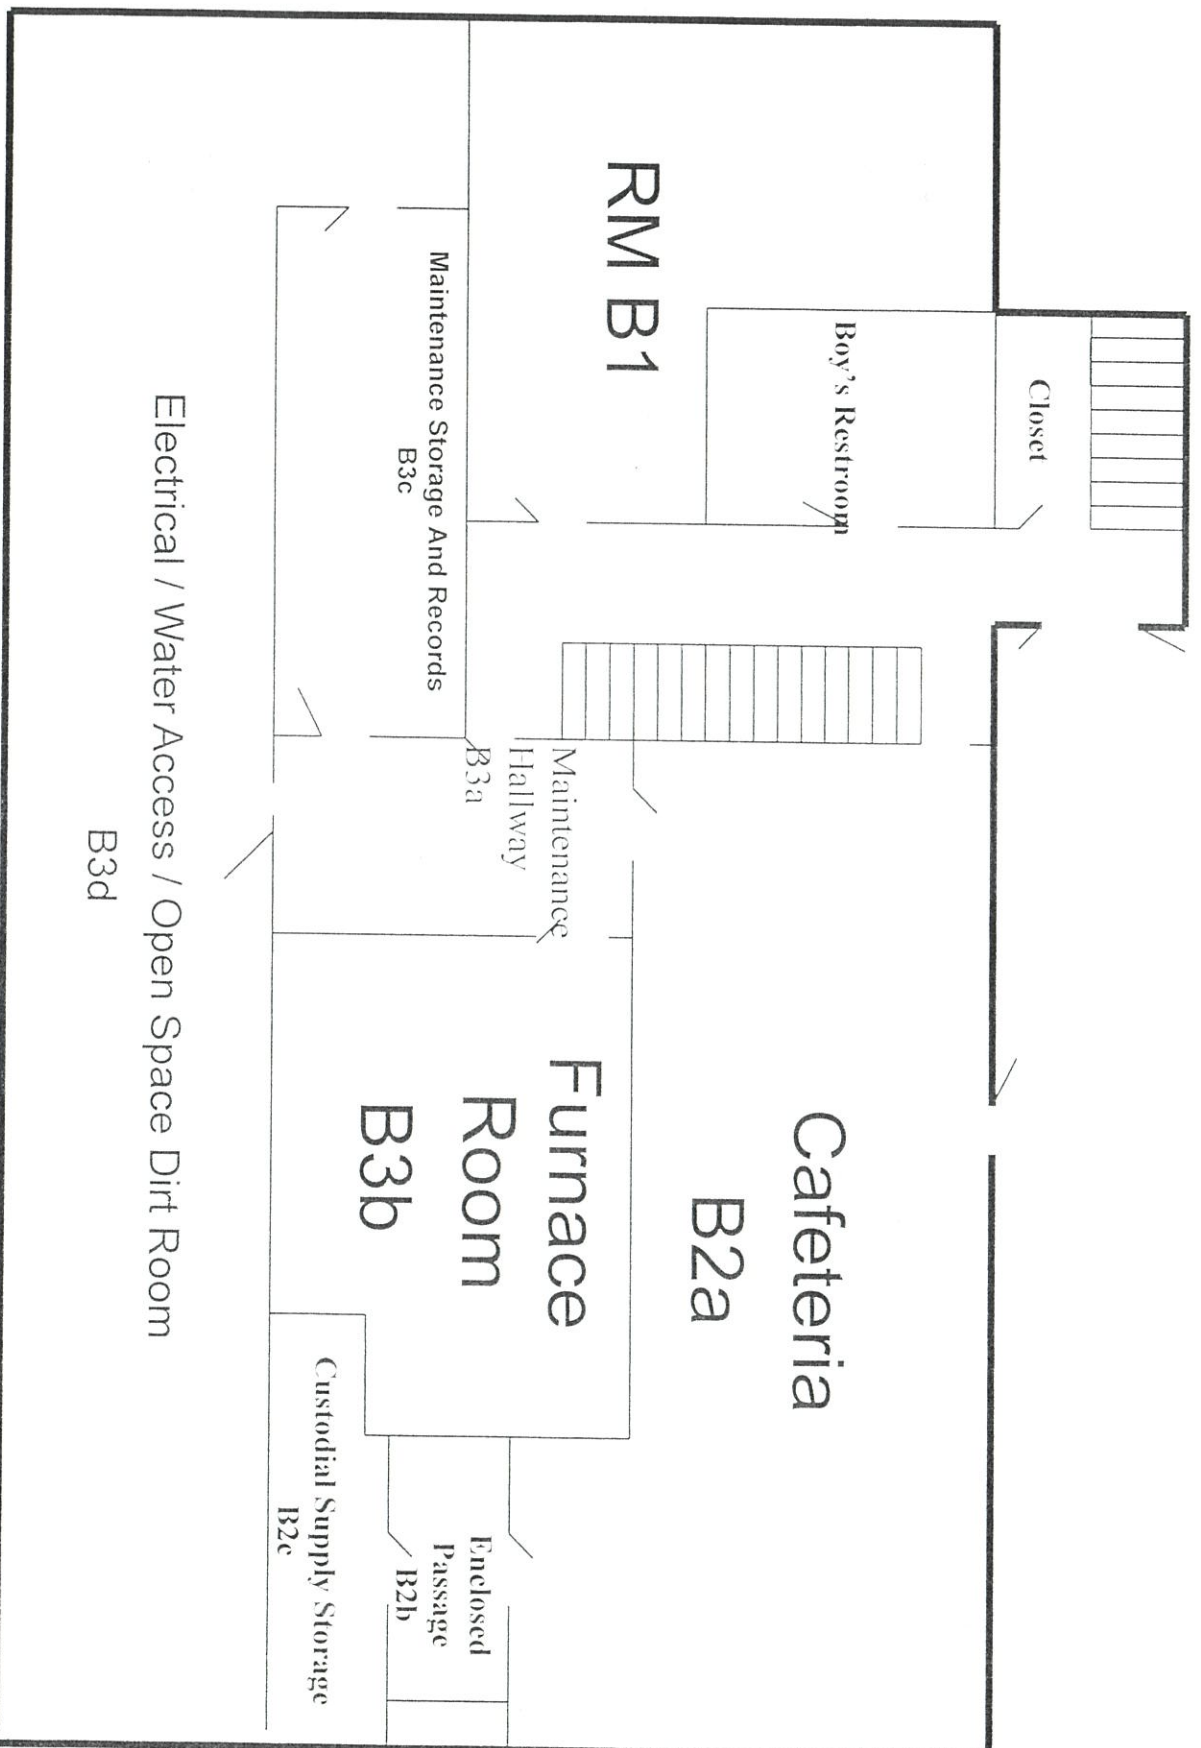 Closet
Boy's Restroom
RM B1
Cafeteria
B2a
Maintenance
Hallway
B3a
Furnace
Room
B3b
Enclosed
Passage
B2b
Maintenance Storage And Records
B3c
Custodial Supply Storage
B2c
Electrical / Water Access / Open Space Dirt Room
B3d